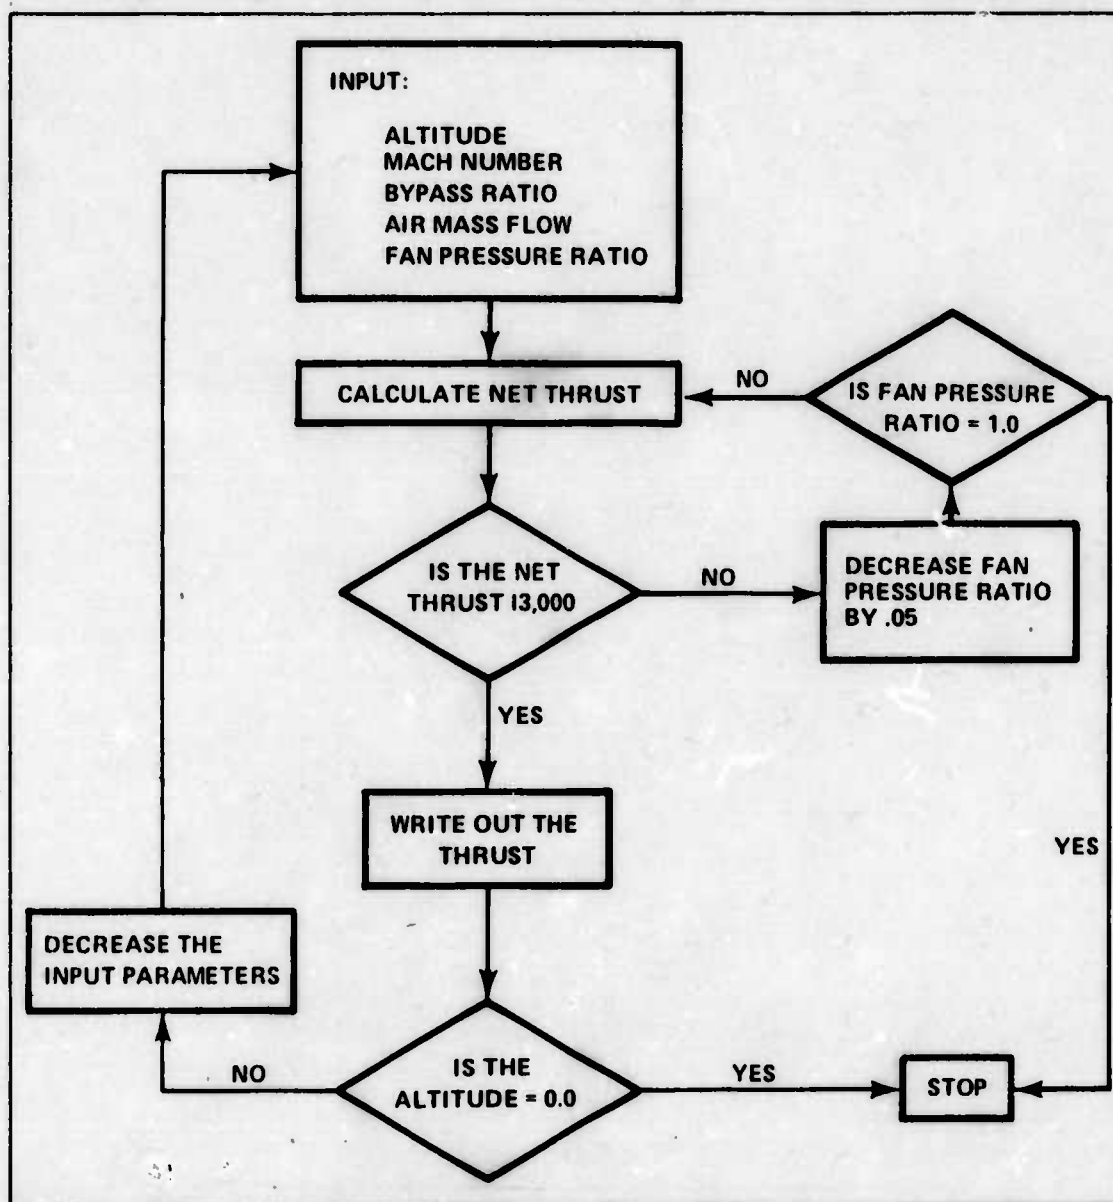 INPUT:
ALTITUDE
MACH NUMBER
BYPASS RATIO
AIR MASS FLOW
FAN PRESSURE RATIO
CALCULATE NET THRUST
NO
IS FAN PRESSURE
RATIO = 1.0
IS THE NET
THRUST 13,000
NO
DECREASE FAN
PRESSURE RATIO
BY .05
YES
WRITE OUT THE
THRUST
YES
DECREASE THE
INPUT PARAMETERS
NO
IS THE
ALTITUDE = 0.0
YES
STOP